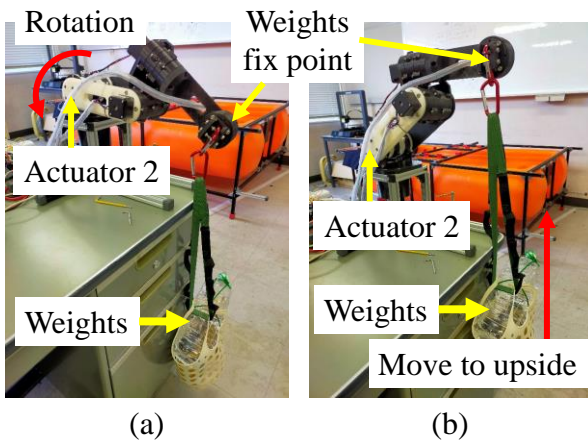 Rotation
Weights
fix point
Actuator 2
Actuator 2
Weights
Weights
Move to upside
(a)
(b)